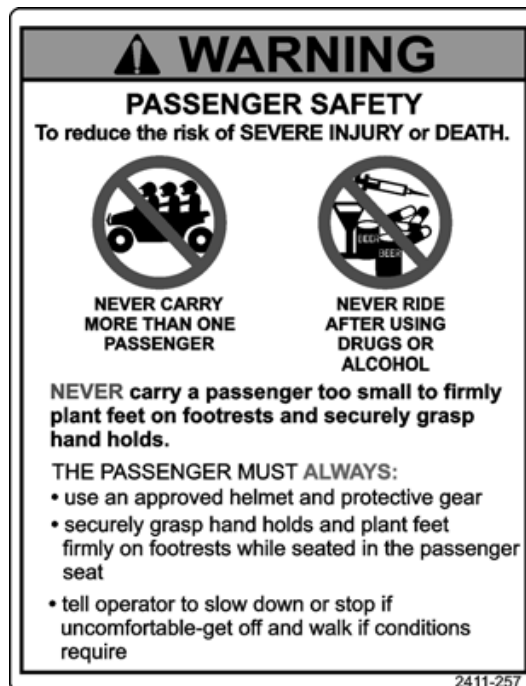 WARNING
PASSENGER SAFETY
To reduce the risk of SEVERE INJURY or DEATH.
BEER
BEER
NEVER CARRY
MORE THAN ONE
PASSENGER
NEVER RIDE
AFTER USING
DRUGS OR
ALCOHOL
NEVER carry a passenger too small to firmly
plant feet on footrests and securely grasp
hand holds.
THE PASSENGER MUST ALWAYS:
• use an approved helmet and protective gear
• securely grasp hand holds and plant feet
firmly on footrests while seated in the passenger
seat
• tell operator to slow down or stop if
uncomfortable-get off and walk if conditions
require
2411-257